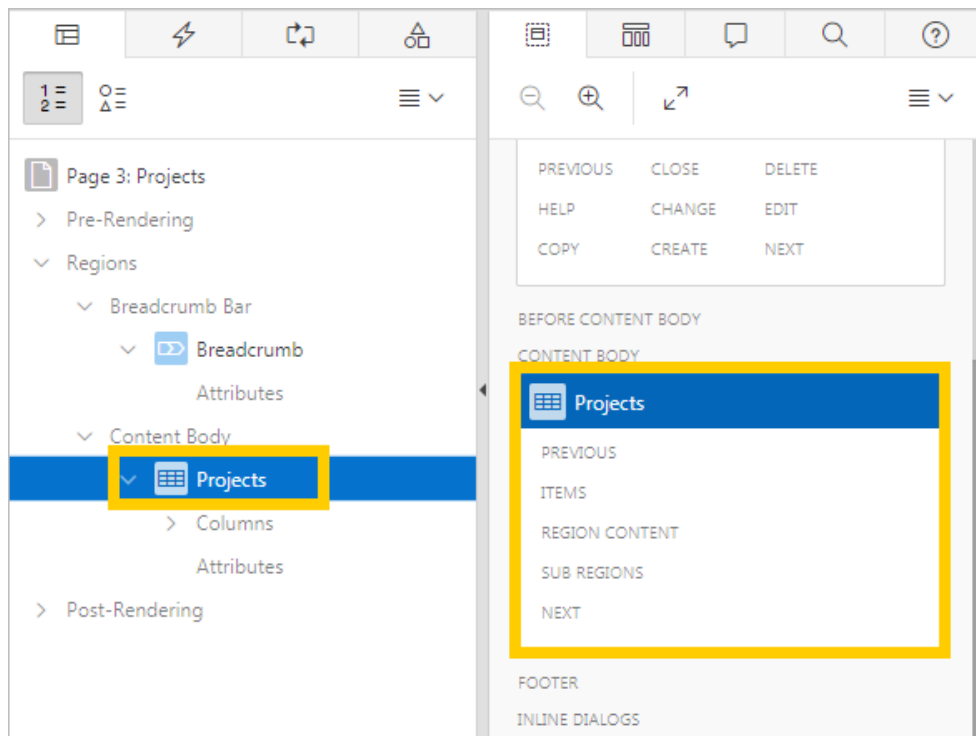 1 =
2 =
Page 3: Projects
Pre-Rendering
Regions
Breadcrumb Bar
Breadcrumb
Attributes
Content Body
Projects
Columns
Attributes
Post-Rendering
PREVIOUS CLOSE DELETE
HELP CHANGE EDIT
COPY CREATE NEXT
BEFORE CONTENT BODY
CONTENT BODY
Projects
PREVIOUS
ITEMS
REGION CONTENT
SUB REGIONS
NEXT
FOOTER
INLINE DIALOGS